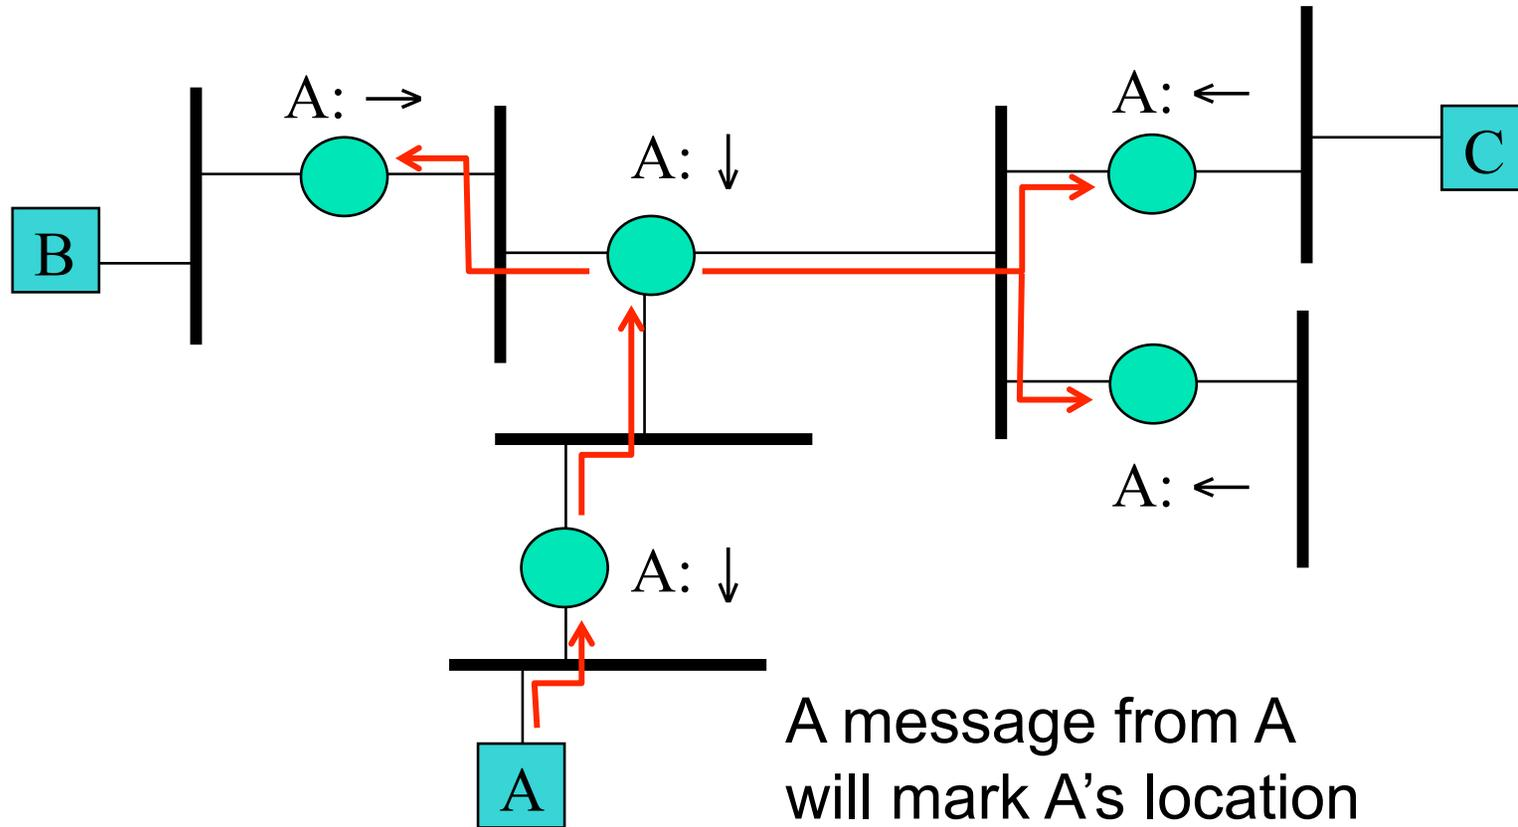 A: →
A: ←
A: ↓
C
B
A: ←
A: ↓
A message from A
will mark A’s location
A